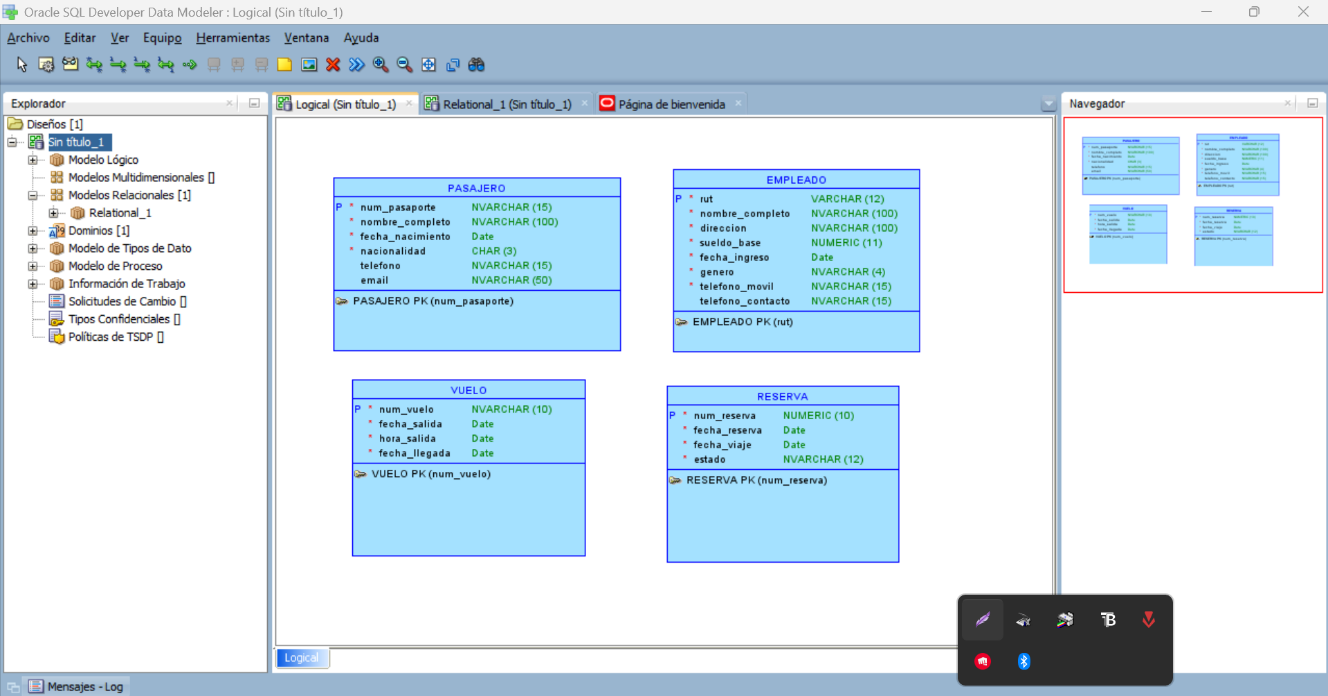 Oracle SQL Developer Data Modeler : Logical (Sin título_1)
Archivo Editar Ver Equipo Herramientas Ventana Ayuda
Explorador
Diseños [1]
Sin título_1
Modelo Lógico
Modelos Multidimensionales []
Modelos Relacionales [1]
Relational_1
Dominios [1]
Modelo de Tipos de Dato
Modelo de Proceso
Información de Trabajo
Solicitudes de Cambio []
Tipos Confidenciales []
Políticas de TSDP []
Logical (Sin título_1) Relational_1 (Sin título_1) Página de bienvenida
PASAJERO
P * num_pasaporte NVARCHAR (15)
* nombre_completo NVARCHAR (100)
* fecha_nacimiento Date
* nacionalidad CHAR (3)
telefono NVARCHAR (15)
email NVARCHAR (50)
PASAJERO PK (num_pasaporte)
EMPLEADO
P * rut VARCHAR (12)
* nombre_completo NVARCHAR (100)
* direccion NVARCHAR (100)
* sueldo_base NUMERIC (11)
* fecha_ingreso Date
* genero NVARCHAR (4)
* telefono_movil NVARCHAR (15)
telefono_contacto NVARCHAR (15)
EMPLEADO PK (rut)
VUELO
P * num_vuelo NVARCHAR (10)
* fecha_salida Date
* hora_salida Date
* fecha_llegada Date
VUELO PK (num_vuelo)
RESERVA
P * num_reserva NUMERIC (10)
* fecha_reserva Date
* fecha_viaje Date
* estado NVARCHAR (12)
RESERVA PK (num_reserva)
Logical
Navegador
Mensajes - Log